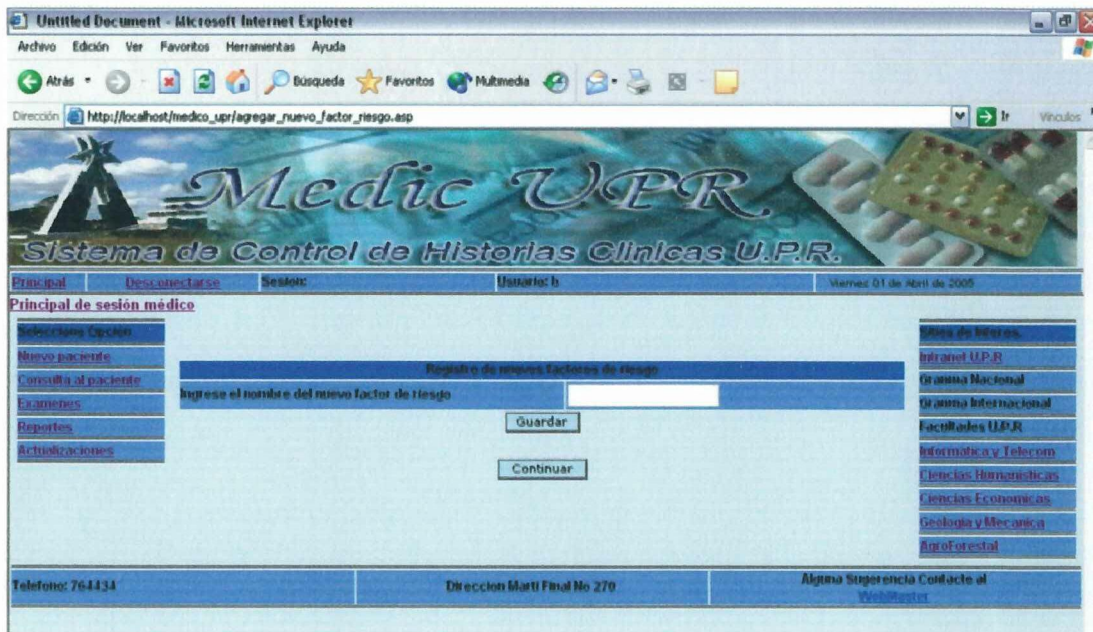 Untitled Document - Microsoft Internet Explorer
Archivo Edición Ver Favoritos Herramientas Ayuda
Atrás Búsqueda Favoritos Multimedia
Dirección http://localhost/medico_upr/agregar_nuevo_factor_riesgo.asp Ir Vínculos
Medic UPR
Sistema de Control de Historias Clinicas U.P.R.
Principal Desconectarse Sesion: Usuario: h Viernes 01 de Abril de 2005
Principal de sesión médico
Seleccione Opción
Nuevo paciente
Consulta al paciente
Examenes
Reportes
Actualizaciones
Registro de nuevos factores de riesgo
Ingrese el nombre del nuevo factor de riesgo
Guardar
Continuar
Sitios de Interes.
Intranet U.P.R
Granma Nacional
Granma Internacional
Facultades U.P.R
Informatica y Telecom
Ciencias Humanisticas
Ciencias Economicas
Geologia y Mecanica
AgroForestal
Telefono: 764434 Direccion Marti Final No 270 Alguna Sugerencia Contacte al
WebMaster